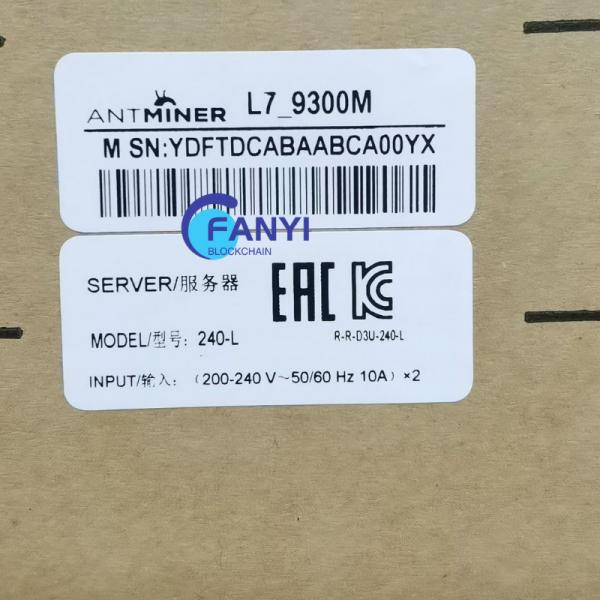 ANTMINER L7_9300M
M SN:YDFTDCABAABCA00YX
FANYI
BLOCKCHAIN
SERVER/服务器
EAC KC
MODEL/型号: 240-L
R-R-D3U-240-L
INPUT/输入: (200-240 V~50/60 Hz 10A) ×2